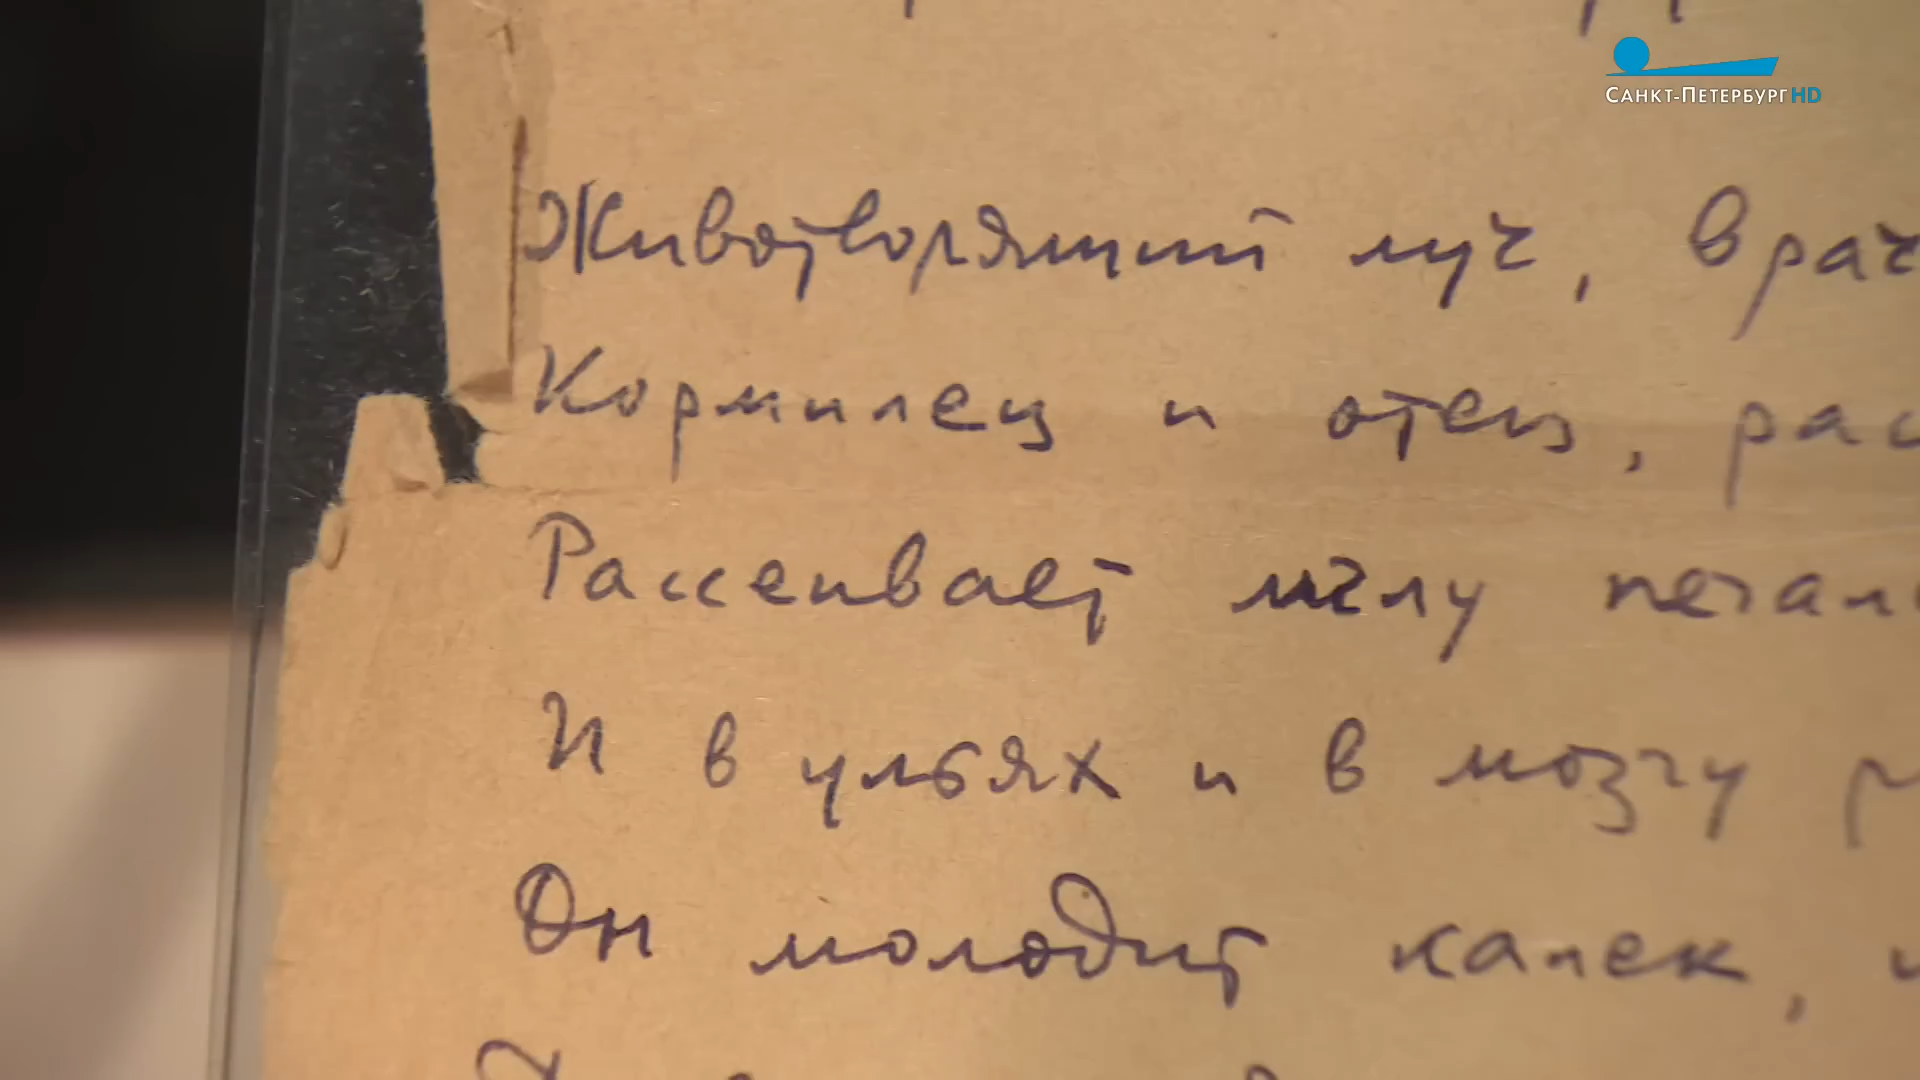 САНКТ-ПЕТЕРБУРГ HD
Животворящий луч, врач
Кормилец и отец, рас
Рассеивает мглу печал
И в ульях и в мозгу
Он молодит калек,